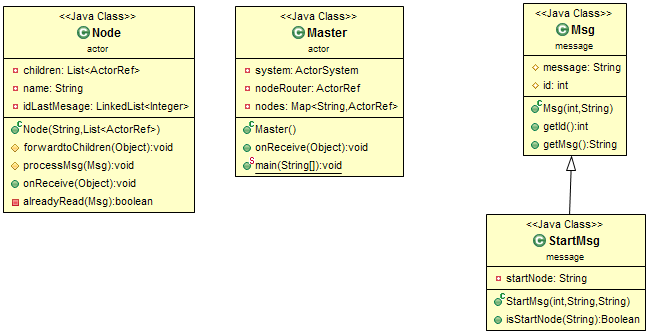 <<Java Class>>
Node
actor
children: List<ActorRef>
name: String
idLastMesage: LinkedList<Integer>
Node(String,List<ActorRef>)
forwardtoChildren(Object):void
processMsg(Msg):void
onReceive(Object):void
alreadyRead(Msg):boolean
<<Java Class>>
Master
actor
system: ActorSystem
nodeRouter: ActorRef
nodes: Map<String,ActorRef>
Master()
onReceive(Object):void
main(String[]):void
<<Java Class>>
Msg
message
message: String
id: int
Msg(int,String)
getId():int
getMsg():String
<<Java Class>>
StartMsg
message
startNode: String
StartMsg(int,String,String)
isStartNode(String):Boolean